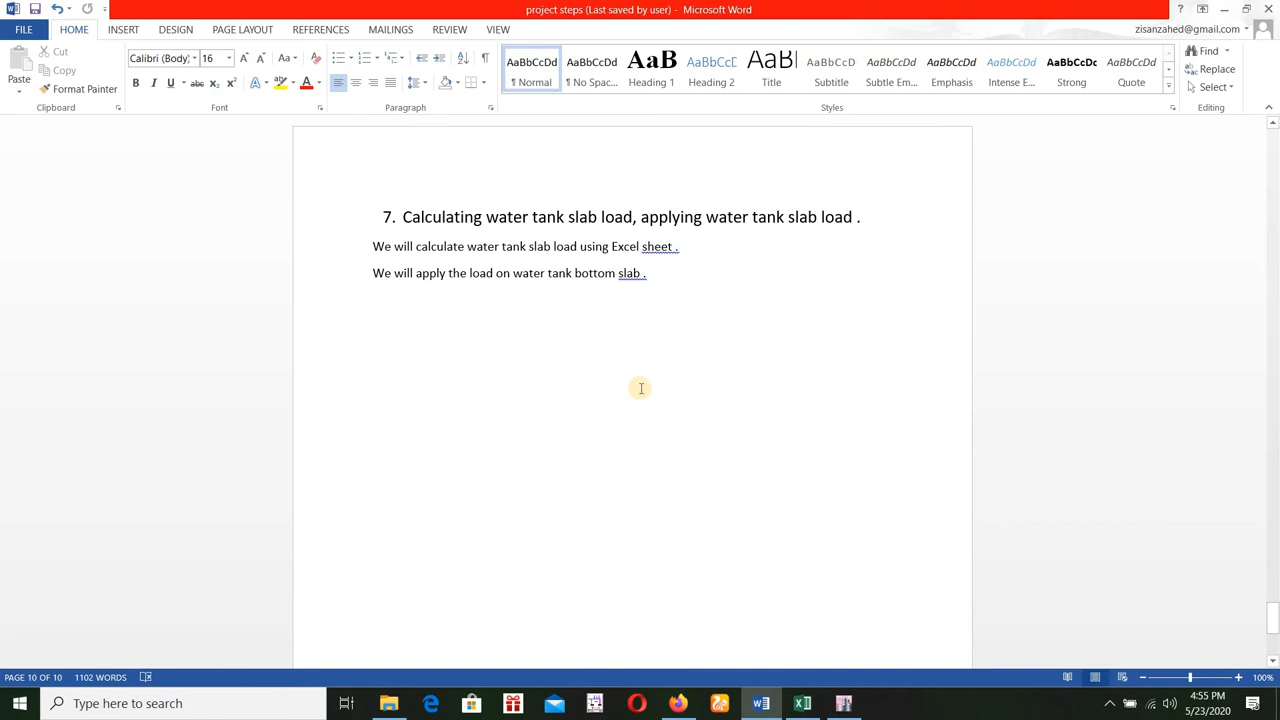 project steps (Last saved by user) - Microsoft Word
FILE HOME INSERT DESIGN PAGE LAYOUT REFERENCES MAILINGS REVIEW VIEW zisanzahed@gmail.com
Paste Cut Copy Format Painter
Calibri (Body) 16 Aa
B I U abc x2 x2 A A
AaBbCcDd AaBbCcDd AaB AaBbCcD AaBl AaBbCcD AaBbCcDd AaBbCcDd AaBbCcDd AaBbCcDc AaBbCcDd
¶ Normal ¶ No Spac... Heading 1 Heading 2 Title Subtitle Subtle Em... Emphasis Intense E... Strong Quote
Find Replace Select
Clipboard Font Paragraph Styles Editing
7. Calculating water tank slab load, applying water tank slab load .
We will calculate water tank slab load using Excel sheet .
We will apply the load on water tank bottom slab .
PAGE 10 OF 10 1102 WORDS 100%
Type here to search
4:55 PM
5/23/2020